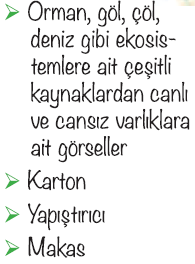 ➤ Orman, göl, çöl,
deniz gibi ekosis-
temlere ait çeşitli
kaynaklardan canlı
ve cansız varlıklara
ait görseller
➤ Karton
➤ Yapıştırıcı
➤ Makas